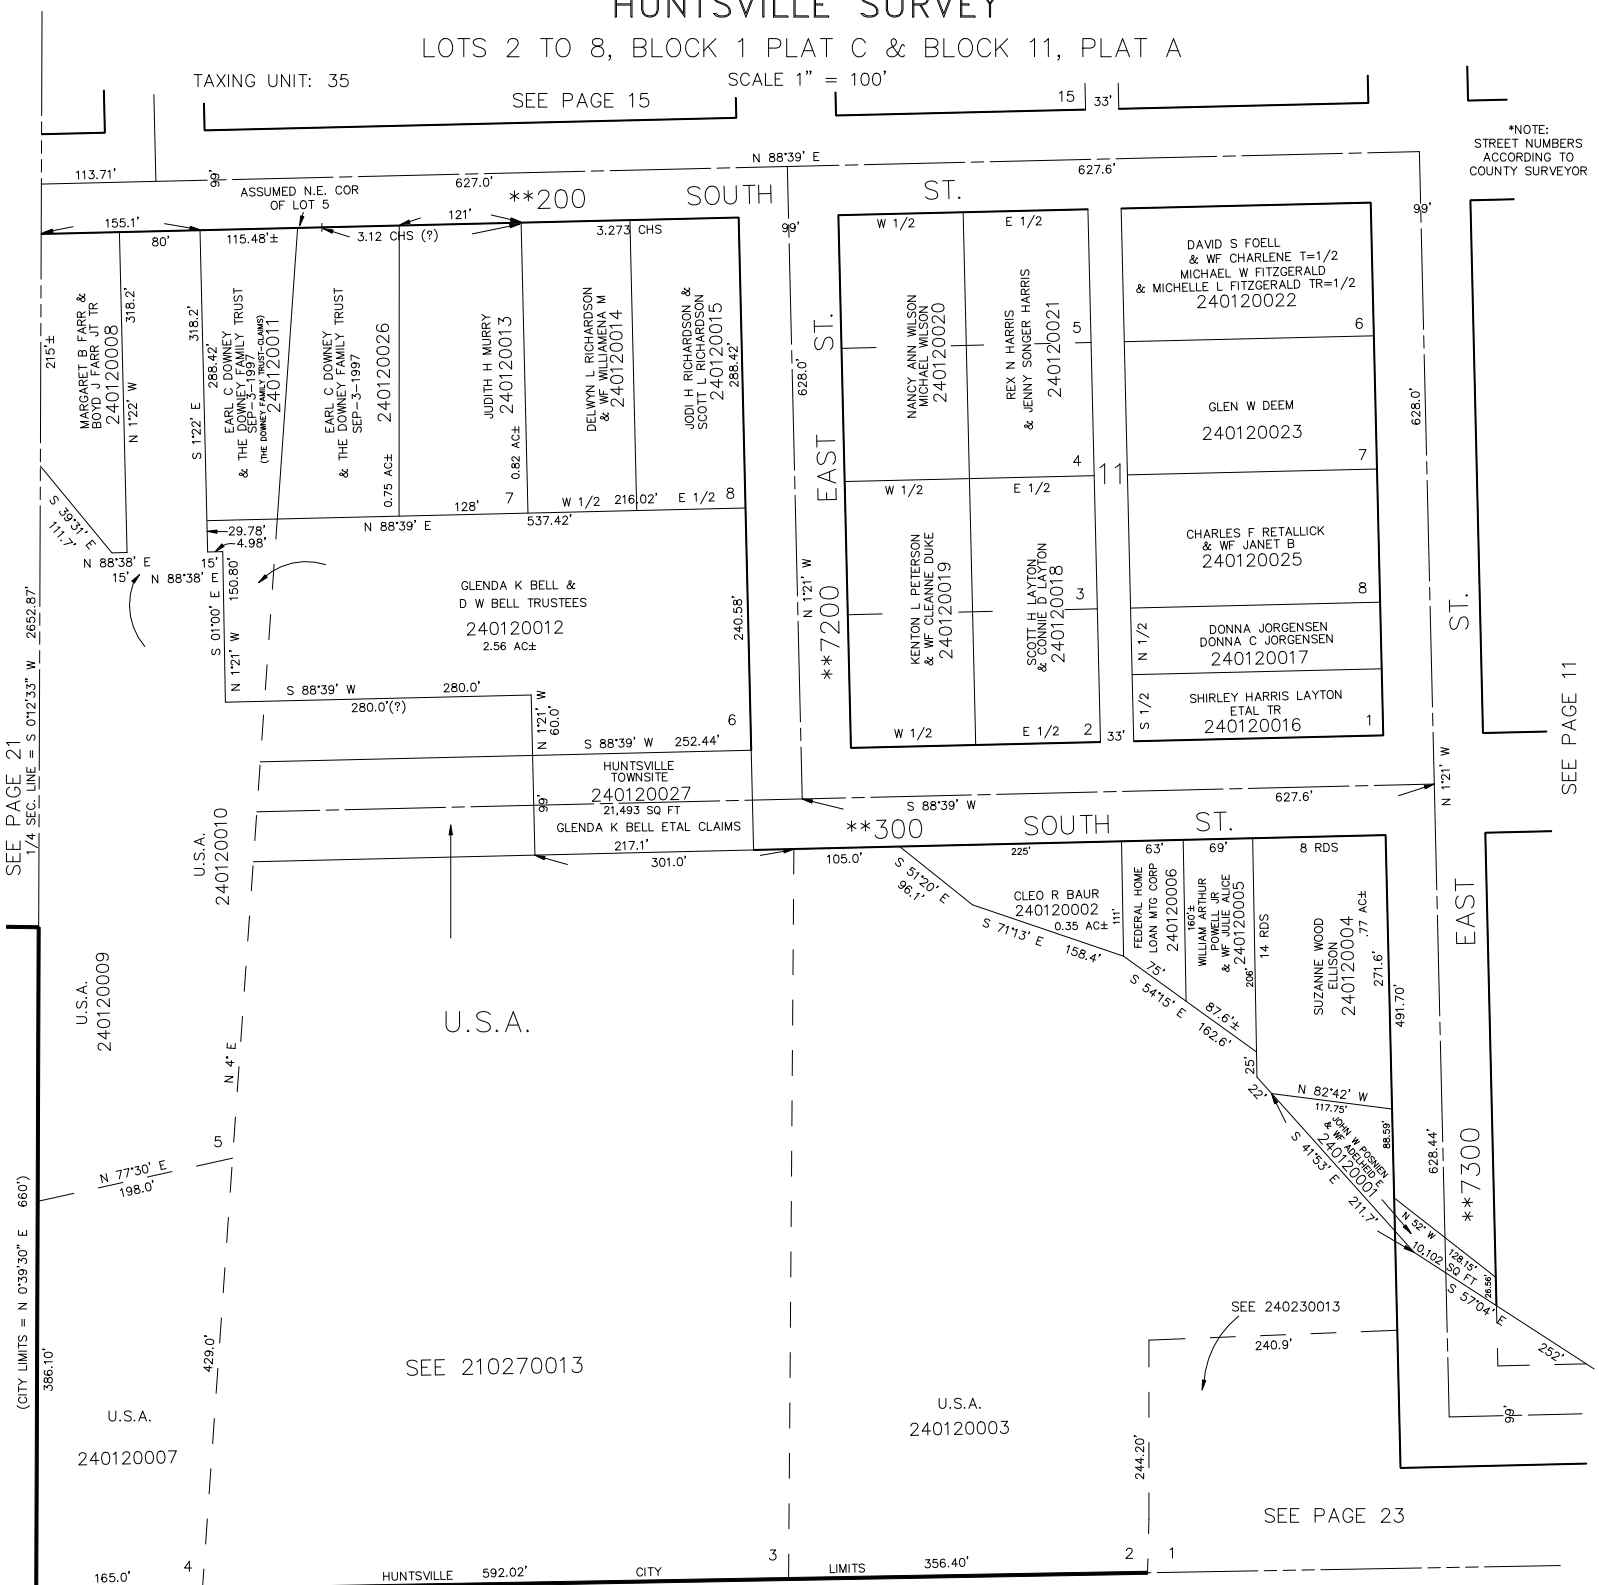 HUNTSVILLE SURVEY
LOTS 2 TO 8, BLOCK 1 PLAT C & BLOCK 11, PLAT A
TAXING UNIT: 35
SCALE 1" = 100'
SEE PAGE 15
15
33'
*NOTE:
STREET NUMBERS
ACCORDING TO
COUNTY SURVEYOR
N 88°39' E
113.71'
99'
627.0'
627.6'
ASSUMED N.E. COR
OF LOT 5
**200 SOUTH ST.
99'
99'
155.1'
80'
115.48'±
3.12 CHS (?)
121'
3.273 CHS
215'±
MARGARET B FARR &
BOYD J FARR JT TR
240120008
318.2'
N 1°22' W
318.2'
S 1°22' E
288.42'
EARL C DOWNEY
& THE DOWNEY FAMILY TRUST
SEP-3-1997
(THE DOWNEY FAMILY TRUST-CLAIMS)
240120011
EARL C DOWNEY
& THE DOWNEY FAMILY TRUST
SEP-3-1997
240120026
0.75 AC±
JUDITH H MURRY
240120013
0.82 AC±
DELWYN L RICHARDSON
& WF WILLIAMENA M
240120014
JODI H RICHARDSON &
SCOTT L RICHARDSON
240120015
288.42'
128'
7
W 1/2
216.02'
E 1/2
8
N 88°39' E
537.42'
S 39°31' E
111.7'
N 88°38' E
15'
N 88°38' E
15'
29.78'
4.98'
S 01°00' E
150.80'
N 1°21' W
GLENDA K BELL &
D W BELL TRUSTEES
240120012
2.56 AC±
240.58'
S 88°39' W
280.0'
280.0'(?)
N 1°21' W
60.0'
6
S 88°39' W 252.44'
HUNTSVILLE
TOWNSITE
240120027
21,493 SQ FT
GLENDA K BELL ETAL CLAIMS
99'
217.1'
301.0'
628.0'
N 1°21' W
**7200 EAST ST.
W 1/2
E 1/2
NANCY ANN WILSON
MICHAEL WILSON
240120020
REX N HARRIS
& JENNY SONGER HARRIS
240120021
5
4
W 1/2
E 1/2
11
KENTON L PETERSON
& WF CLEANNE DUKE
240120019
SCOTT H LAYTON
& CONNIE D LAYTON
240120018
3
W 1/2
E 1/2
2
33'
DAVID S FOELL
& WF CHARLENE T=1/2
MICHAEL W FITZGERALD
& MICHELLE L FITZGERALD TR=1/2
240120022
6
GLEN W DEEM
240120023
7
CHARLES F RETALLICK
& WF JANET B
240120025
8
N 1/2
DONNA JORGENSEN
DONNA C JORGENSEN
240120017
S 1/2
SHIRLEY HARRIS LAYTON
ETAL TR
240120016
1
628.0'
N 1°21' W
SEE PAGE 11
**7300 EAST ST.
S 88°39' W
627.6'
**300 SOUTH ST.
SEE PAGE 21
1/4 SEC. LINE = S 0°12'33" W 2652.87'
U.S.A.
240120010
U.S.A.
240120009
N 4° E
5
N 77°30' E
198.0'
(CITY LIMITS = N 0°39'30" E 660')
386.10'
429.0'
U.S.A.
240120007
165.0'
4
U.S.A.
SEE 210270013
105.0'
225'
63'
69'
8 RDS
S 51°20' E
96.1'
CLEO R BAUR
240120002
0.35 AC±
111'
S 71°13' E
158.4'
FEDERAL HOME
LOAN MTG CORP
240120006
160'±
WILLIAM ARTHUR
POWELL JR
& WF JULIE ALICE
240120005
206'
14 RDS
SUZANNE WOOD
ELLISON
240120004
.77 AC±
271.6'
491.70'
75'
S 54°15' E
87.6'±
162.6'
25'
22'
N 82°42' W
117.75'
JOHN W POSNIEN
& WF ADELHEID E
240120001
88.59'
S 41°53' E
211.7'
628.44'
N 52° W
128.15'
10,102 SQ FT
26.56'
S 57°04' E
252'
99'
SEE 240230013
240.9'
244.20'
U.S.A.
240120003
SEE PAGE 23
HUNTSVILLE
592.02'
CITY
3
LIMITS
356.40'
2
1